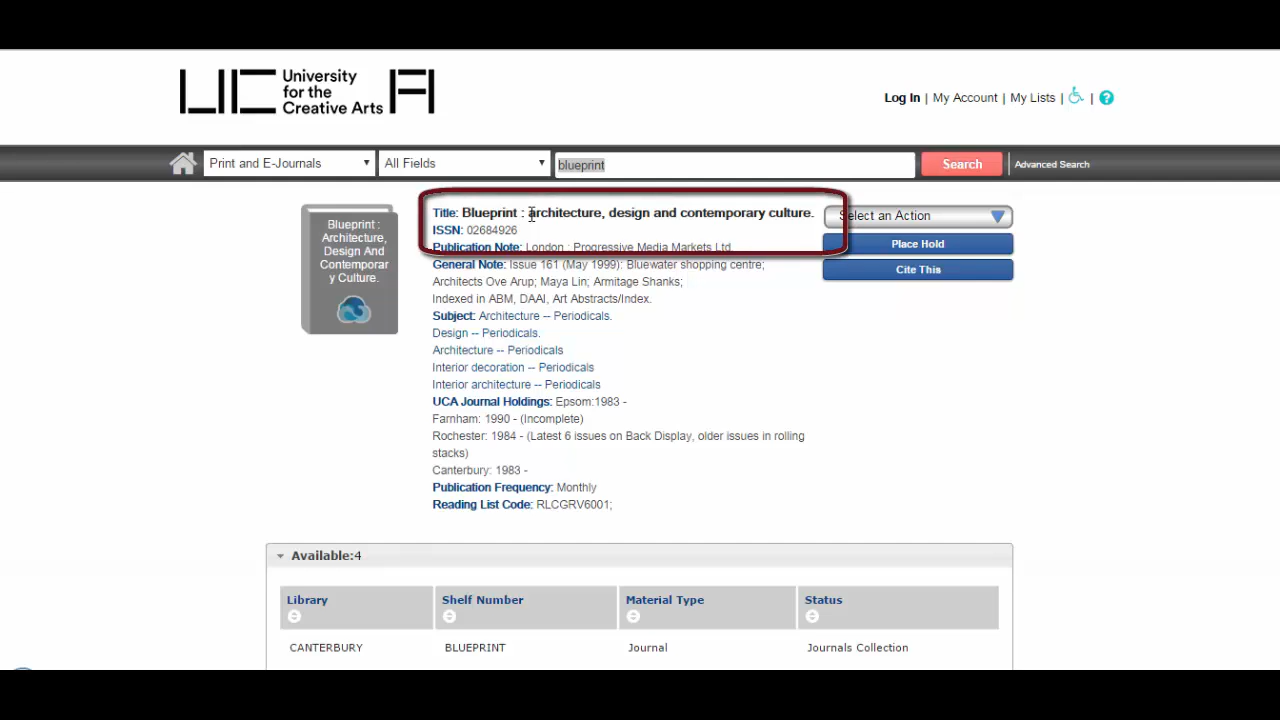 University
for the
Creative Arts
UCA
Log In | My Account | My Lists | | ?
Print and E-Journals
All Fields
blueprint
Search
Advanced Search
Blueprint :
Architecture,
Design And
Contemporar
y Culture.
Title: Blueprint : architecture, design and contemporary culture.
ISSN: 02684926
Publication Note: London : Progressive Media Markets Ltd.
General Note: Issue 161 (May 1999): Bluewater shopping centre;
Architects Ove Arup; Maya Lin; Armitage Shanks;
Indexed in ABM, DAAI, Art Abstracts/Index.
Subject: Architecture -- Periodicals.
Design -- Periodicals.
Architecture -- Periodicals
Interior decoration -- Periodicals
Interior architecture -- Periodicals
UCA Journal Holdings: Epsom:1983 -
Farnham: 1990 - (Incomplete)
Rochester: 1984 - (Latest 6 issues on Back Display, older issues in rolling
stacks)
Canterbury: 1983 -
Publication Frequency: Monthly
Reading List Code: RLCGRV6001;
Select an Action
Place Hold
Cite This
Available:4
Library Shelf Number Material Type Status
CANTERBURY BLUEPRINT Journal Journals Collection